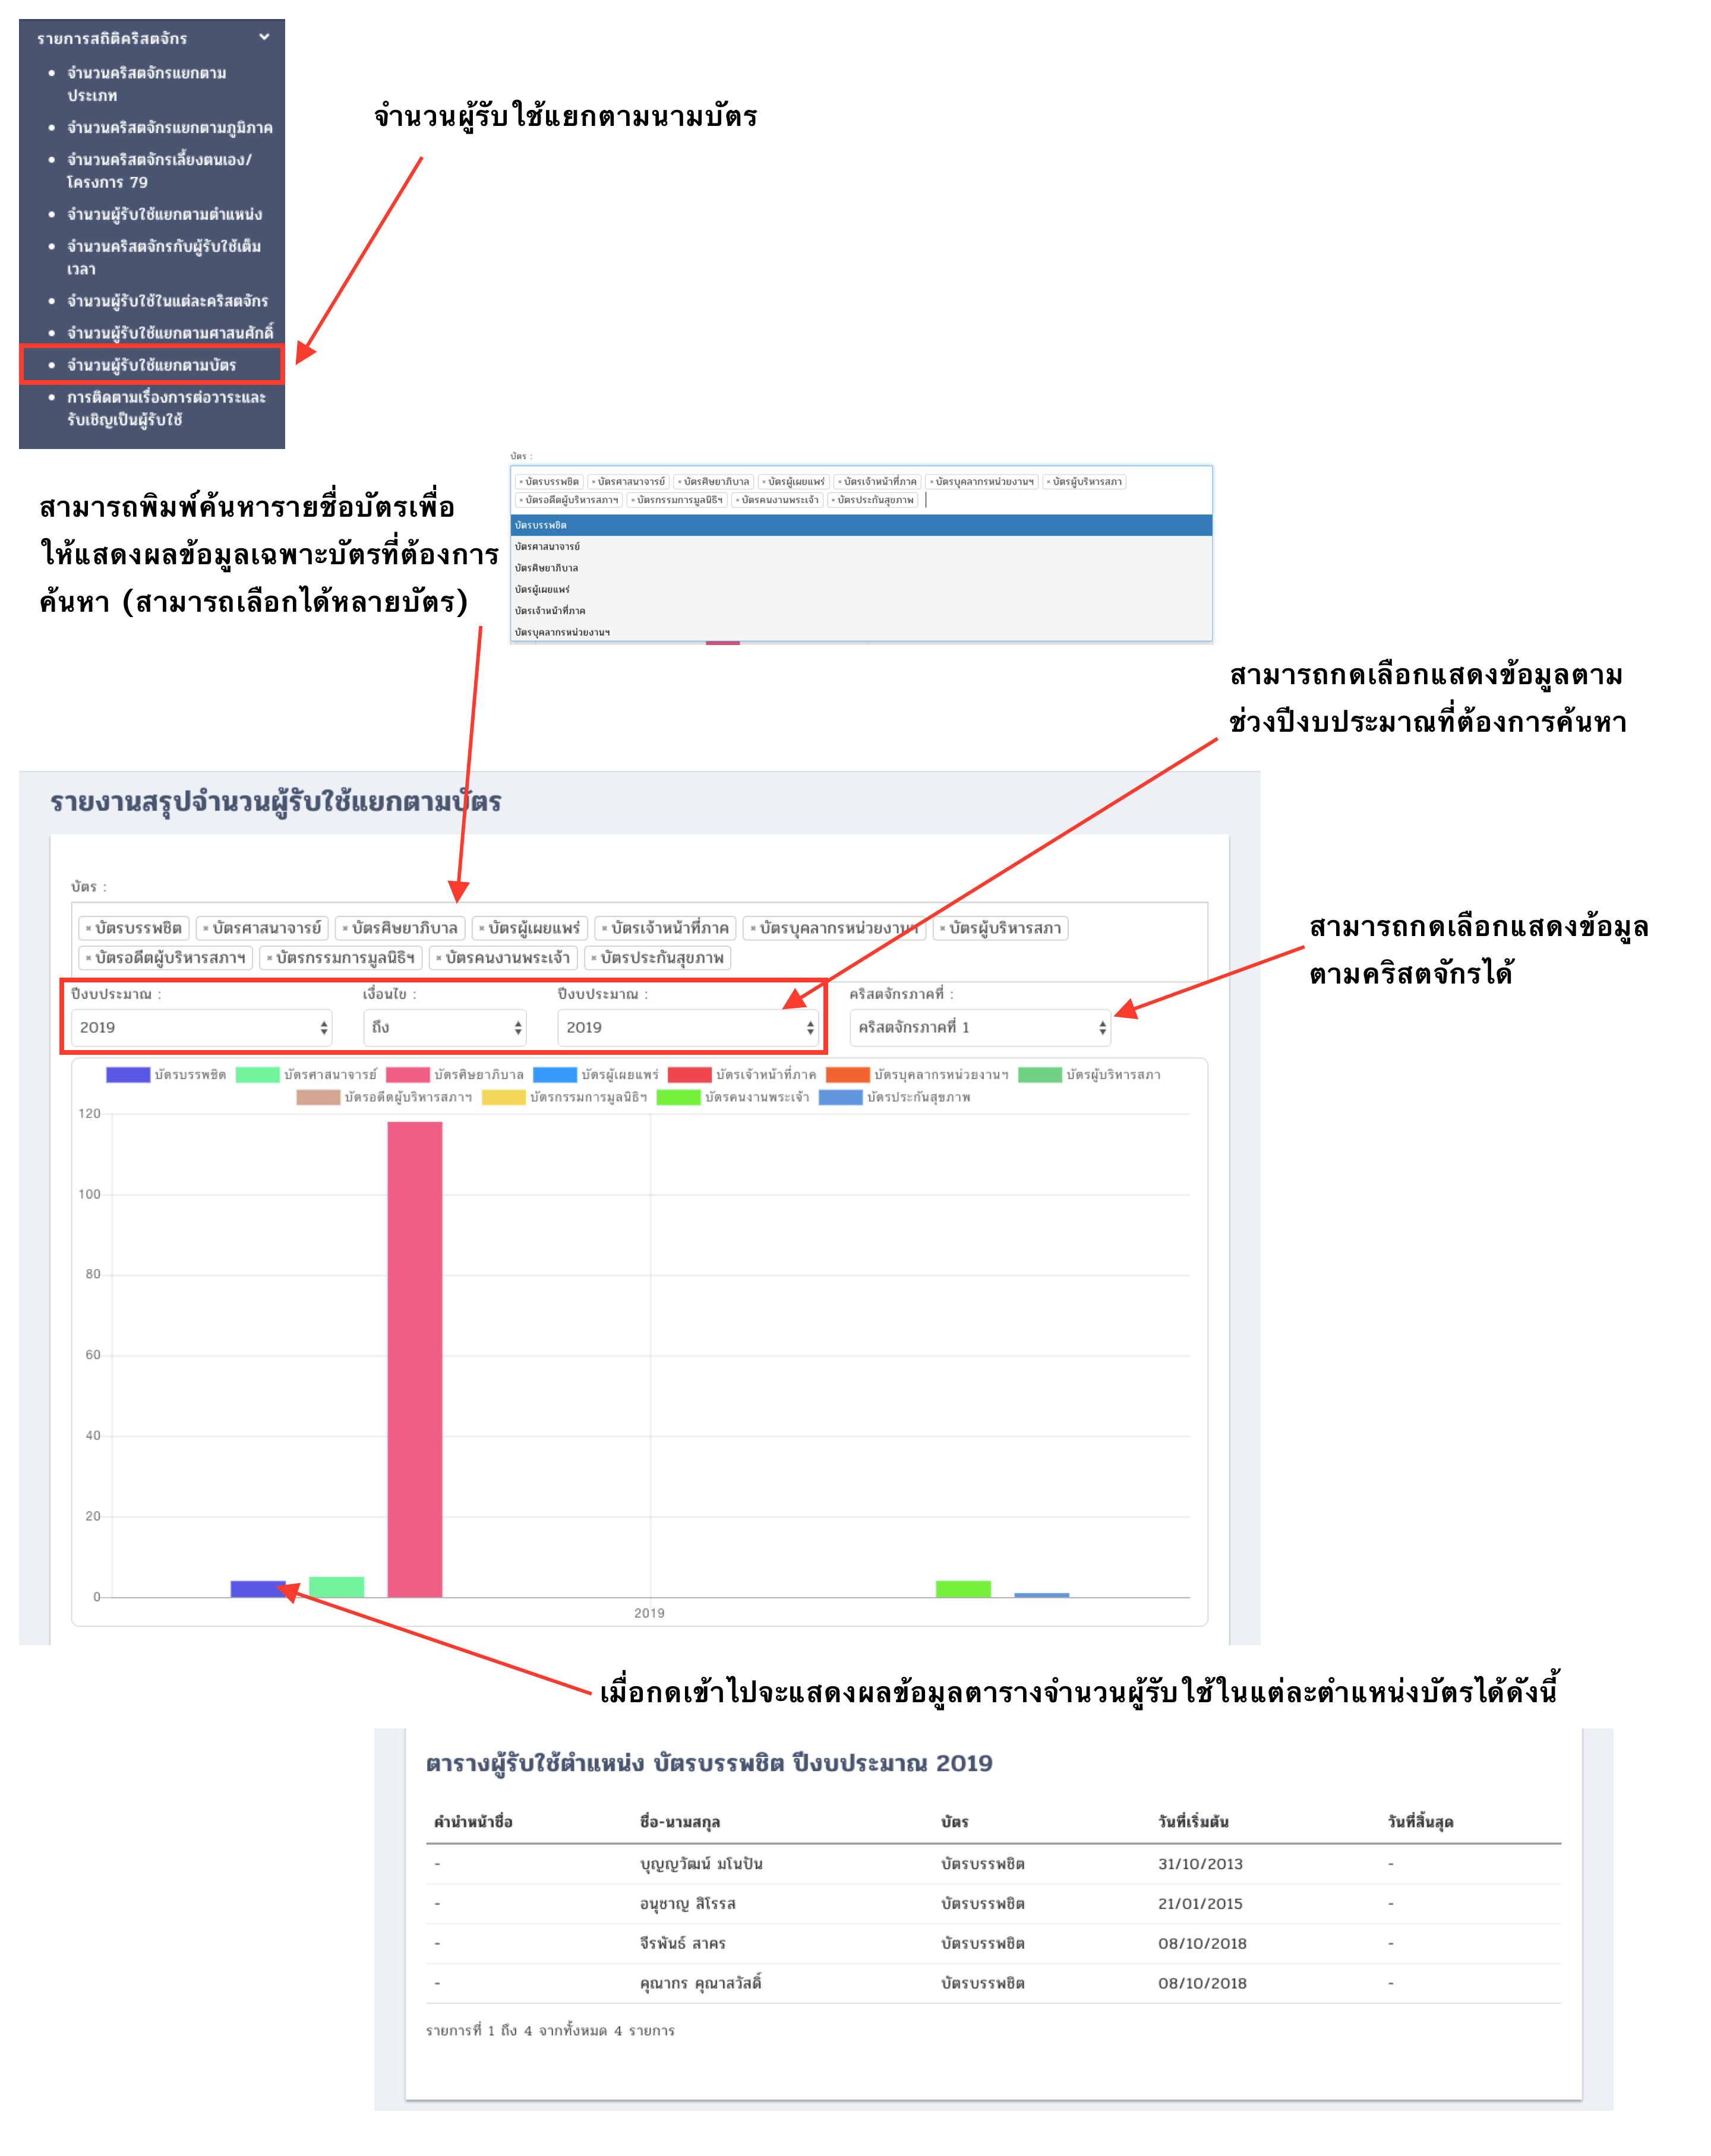 รายการสถิติคริสตจักร
จำนวนคริสตจักรแยกตาม
ประเภท
จำนวนคริสตจักรแยกตามภูมิภาค
จำนวนคริสตจักรเลี้ยงตนเอง/
โครงการ 79
จำนวนผู้รับใช้แยกตามตำแหน่ง
จำนวนคริสตจักรกับผู้รับใช้เต็ม
เวลา
จำนวนผู้รับใช้ในแต่ละคริสตจักร
จำนวนผู้รับใช้แยกตามศาสนศักดิ์
จำนวนผู้รับใช้แยกตามบัตร
การติดตามเรื่องการต่อวาระและ
รับเชิญเป็นผู้รับใช้
จำนวนผู้รับใช้แยกตามนามบัตร
สามารถพิมพ์ค้นหารายชื่อบัตรเพื่อ
ให้แสดงผลข้อมูลเฉพาะบัตรที่ต้องการ
ค้นหา (สามารถเลือกได้หลายบัตร)
บัตร :
× บัตรบรรพชิต × บัตรศาสนาจารย์ × บัตรศิษยาภิบาล × บัตรผู้เผยแพร่ × บัตรเจ้าหน้าที่ภาค × บัตรบุคลากรหน่วยงานฯ × บัตรผู้บริหารสภา
× บัตรอดีตผู้บริหารสภาฯ × บัตรกรรมการมูลนิธิฯ × บัตรคนงานพระเจ้า × บัตรประกันสุขภาพ
บัตรบรรพชิต
บัตรศาสนาจารย์
บัตรศิษยาภิบาล
บัตรผู้เผยแพร่
บัตรเจ้าหน้าที่ภาค
บัตรบุคลากรหน่วยงานฯ
สามารถกดเลือกแสดงข้อมูลตาม
ช่วงปีงบประมาณที่ต้องการค้นหา
รายงานสรุปจำนวนผู้รับใช้แยกตามบัตร
บัตร :
× บัตรบรรพชิต × บัตรศาสนาจารย์ × บัตรศิษยาภิบาล × บัตรผู้เผยแพร่ × บัตรเจ้าหน้าที่ภาค × บัตรบุคลากรหน่วยงานฯ × บัตรผู้บริหารสภา
× บัตรอดีตผู้บริหารสภาฯ × บัตรกรรมการมูลนิธิฯ × บัตรคนงานพระเจ้า × บัตรประกันสุขภาพ
ปีงบประมาณ : เงื่อนไข : ปีงบประมาณ : คริสตจักรภาคที่ :
2019 ถึง 2019 คริสตจักรภาคที่ 1
สามารถกดเลือกแสดงข้อมูล
ตามคริสตจักรได้
บัตรบรรพชิต บัตรศาสนาจารย์ บัตรศิษยาภิบาล บัตรผู้เผยแพร่ บัตรเจ้าหน้าที่ภาค บัตรบุคลากรหน่วยงานฯ บัตรผู้บริหารสภา
บัตรอดีตผู้บริหารสภาฯ บัตรกรรมการมูลนิธิฯ บัตรคนงานพระเจ้า บัตรประกันสุขภาพ
120
100
80
60
40
20
0
2019
เมื่อกดเข้าไปจะแสดงผลข้อมูลตารางจำนวนผู้รับใช้ในแต่ละตำแหน่งบัตรได้ดังนี้
ตารางผู้รับใช้ตำแหน่ง บัตรบรรพชิต ปีงบประมาณ 2019
คำนำหน้าชื่อ ชื่อ-นามสกุล บัตร วันที่เริ่มต้น วันที่สิ้นสุด
- บุญญวัฒน์ มโนปัน บัตรบรรพชิต 31/10/2013 -
- อนุชาญ สิโรรส บัตรบรรพชิต 21/01/2015 -
- จีรพันธ์ สาคร บัตรบรรพชิต 08/10/2018 -
- คุณากร คุณาสวัสดิ์ บัตรบรรพชิต 08/10/2018 -
รายการที่ 1 ถึง 4 จากทั้งหมด 4 รายการ